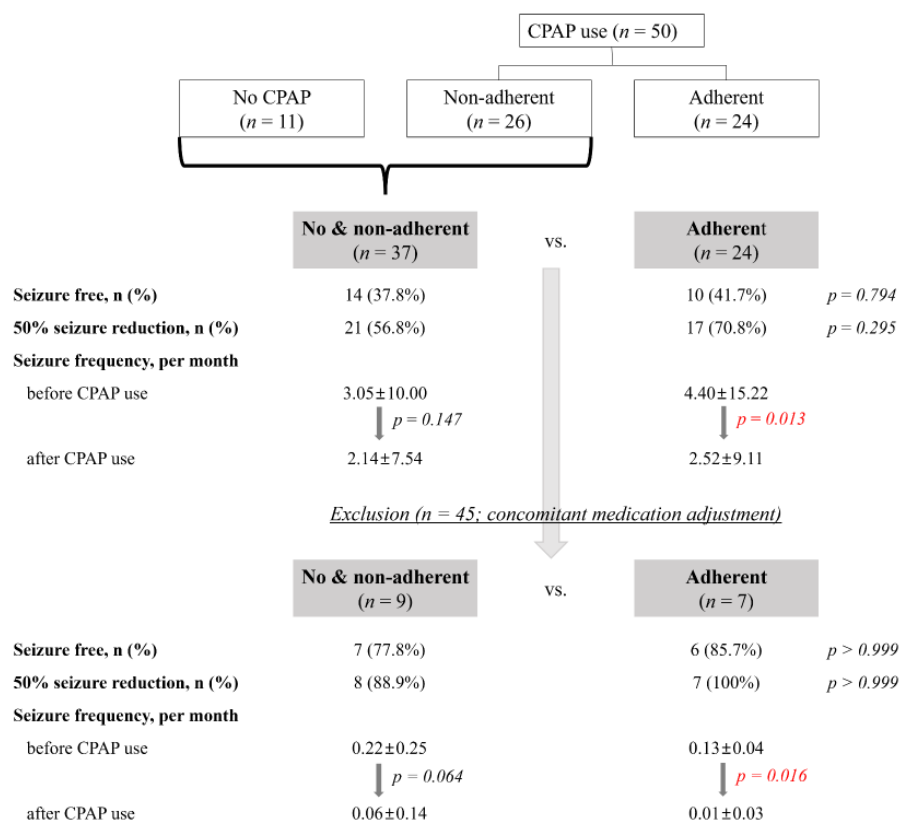 CPAP use (n = 50)
No CPAP
(n = 11)
Non-adherent
(n = 26)
Adherent
(n = 24)
No & non-adherent
(n = 37)
vs.
Adherent
(n = 24)
Seizure free, n (%) 14 (37.8%) 10 (41.7%) p = 0.794
50% seizure reduction, n (%) 21 (56.8%) 17 (70.8%) p = 0.295
Seizure frequency, per month
before CPAP use 3.05±10.00 4.40±15.22
p = 0.147 p = 0.013
after CPAP use 2.14±7.54 2.52±9.11
Exclusion (n = 45; concomitant medication adjustment)
No & non-adherent
(n = 9)
vs.
Adherent
(n = 7)
Seizure free, n (%) 7 (77.8%) 6 (85.7%) p > 0.999
50% seizure reduction, n (%) 8 (88.9%) 7 (100%) p > 0.999
Seizure frequency, per month
before CPAP use 0.22±0.25 0.13±0.04
p = 0.064 p = 0.016
after CPAP use 0.06±0.14 0.01±0.03